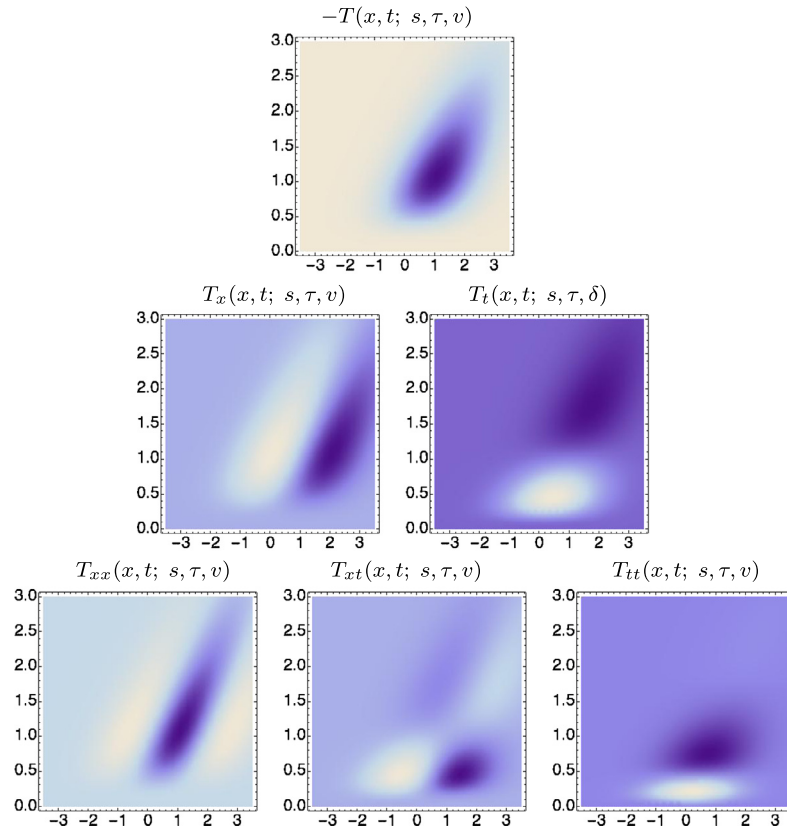 −T(x, t; s, τ, v)
3.0
2.5
2.0
1.5
1.0
0.5
0.0
−3 −2 −1 0 1 2 3
T_x(x, t; s, τ, v) T_t(x, t; s, τ, δ)
3.0 3.0
2.5 2.5
2.0 2.0
1.5 1.5
1.0 1.0
0.5 0.5
0.0 0.0
−3 −2 −1 0 1 2 3 −3 −2 −1 0 1 2 3
T_{xx}(x, t; s, τ, v) T_{xt}(x, t; s, τ, v) T_{tt}(x, t; s, τ, v)
3.0 3.0 3.0
2.5 2.5 2.5
2.0 2.0 2.0
1.5 1.5 1.5
1.0 1.0 1.0
0.5 0.5 0.5
0.0 0.0 0.0
−3 −2 −1 0 1 2 3 −3 −2 −1 0 1 2 3 −3 −2 −1 0 1 2 3